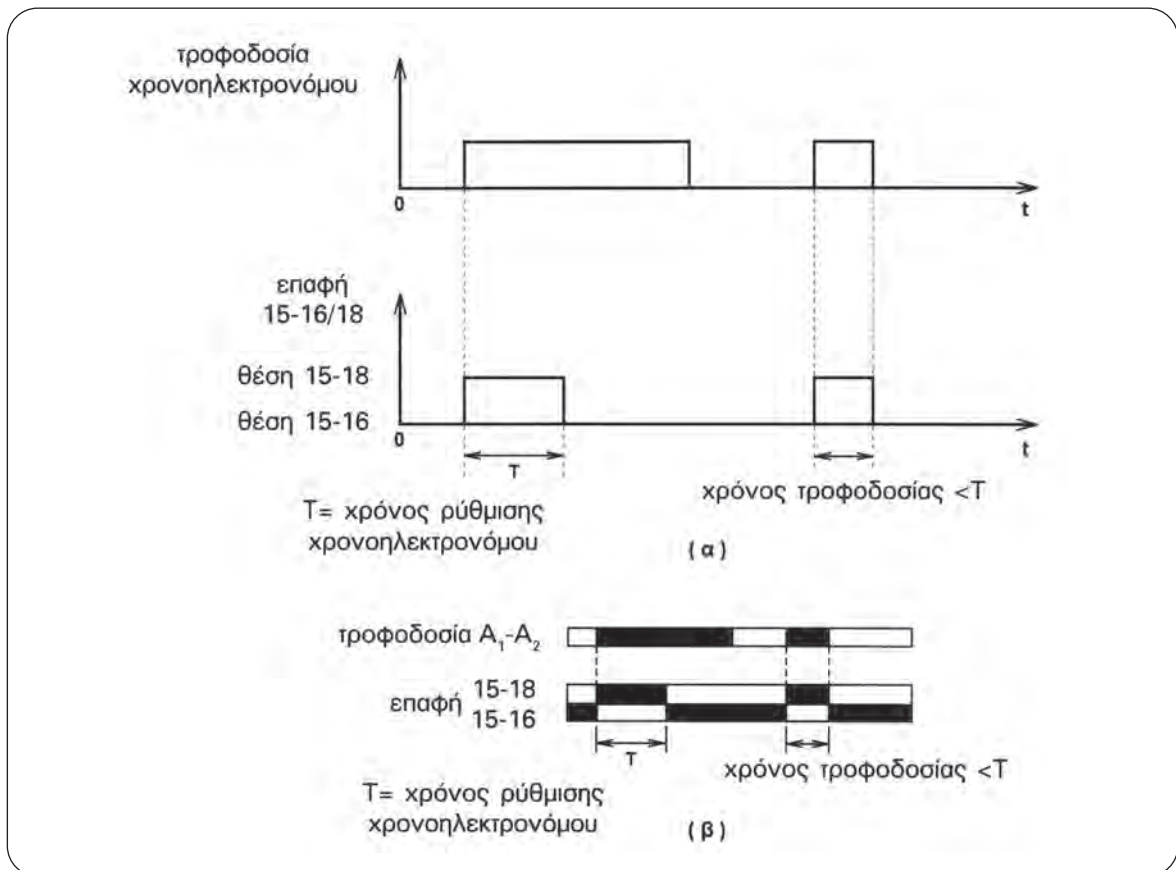 τροφοδοσία
χρονοηλεκτρονόμου
0
t
επαφή
15-16/18
θέση 15-18
θέση 15-16
0
t
T
χρόνος τροφοδοσίας <T
T= χρόνος ρύθμισης
χρονοηλεκτρονόμου
( α )
τροφοδοσία A₁-A₂
επαφή 15-18
15-16
T
χρόνος τροφοδοσίας <T
T= χρόνος ρύθμισης
χρονοηλεκτρονόμου
( β )